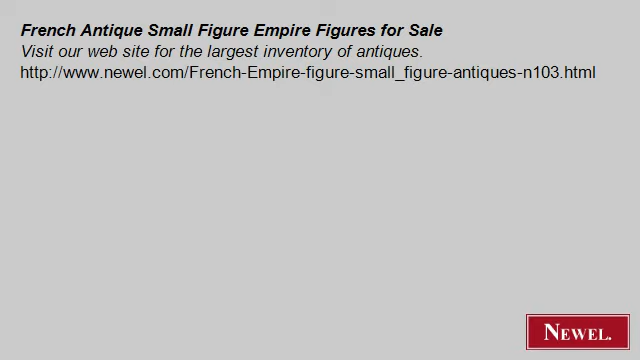 French Antique Small Figure Empire Figures for Sale
Visit our web site for the largest inventory of antiques.
http://www.newel.com/French-Empire-figure-small_figure-antiques-n103.html
NEWEL.